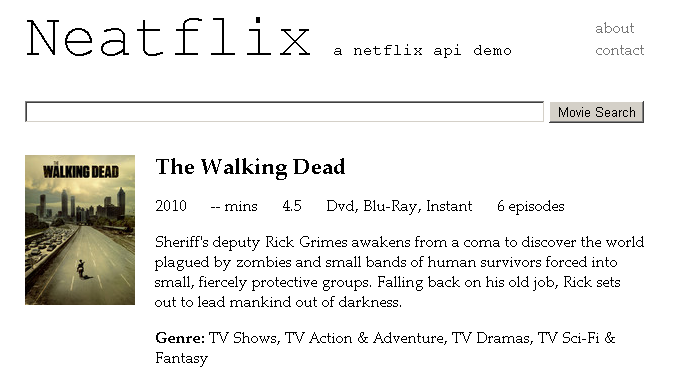 Neatflix a netflix api demo
about
contact
Movie Search
THE
WALKING DEAD
The Walking Dead
2010 -- mins 4.5 Dvd, Blu-Ray, Instant 6 episodes
Sheriff's deputy Rick Grimes awakens from a coma to discover the world
plagued by zombies and small bands of human survivors forced into
small, fiercely protective groups. Falling back on his old job, Rick sets
out to lead mankind out of darkness.
Genre: TV Shows, TV Action & Adventure, TV Dramas, TV Sci-Fi &
Fantasy